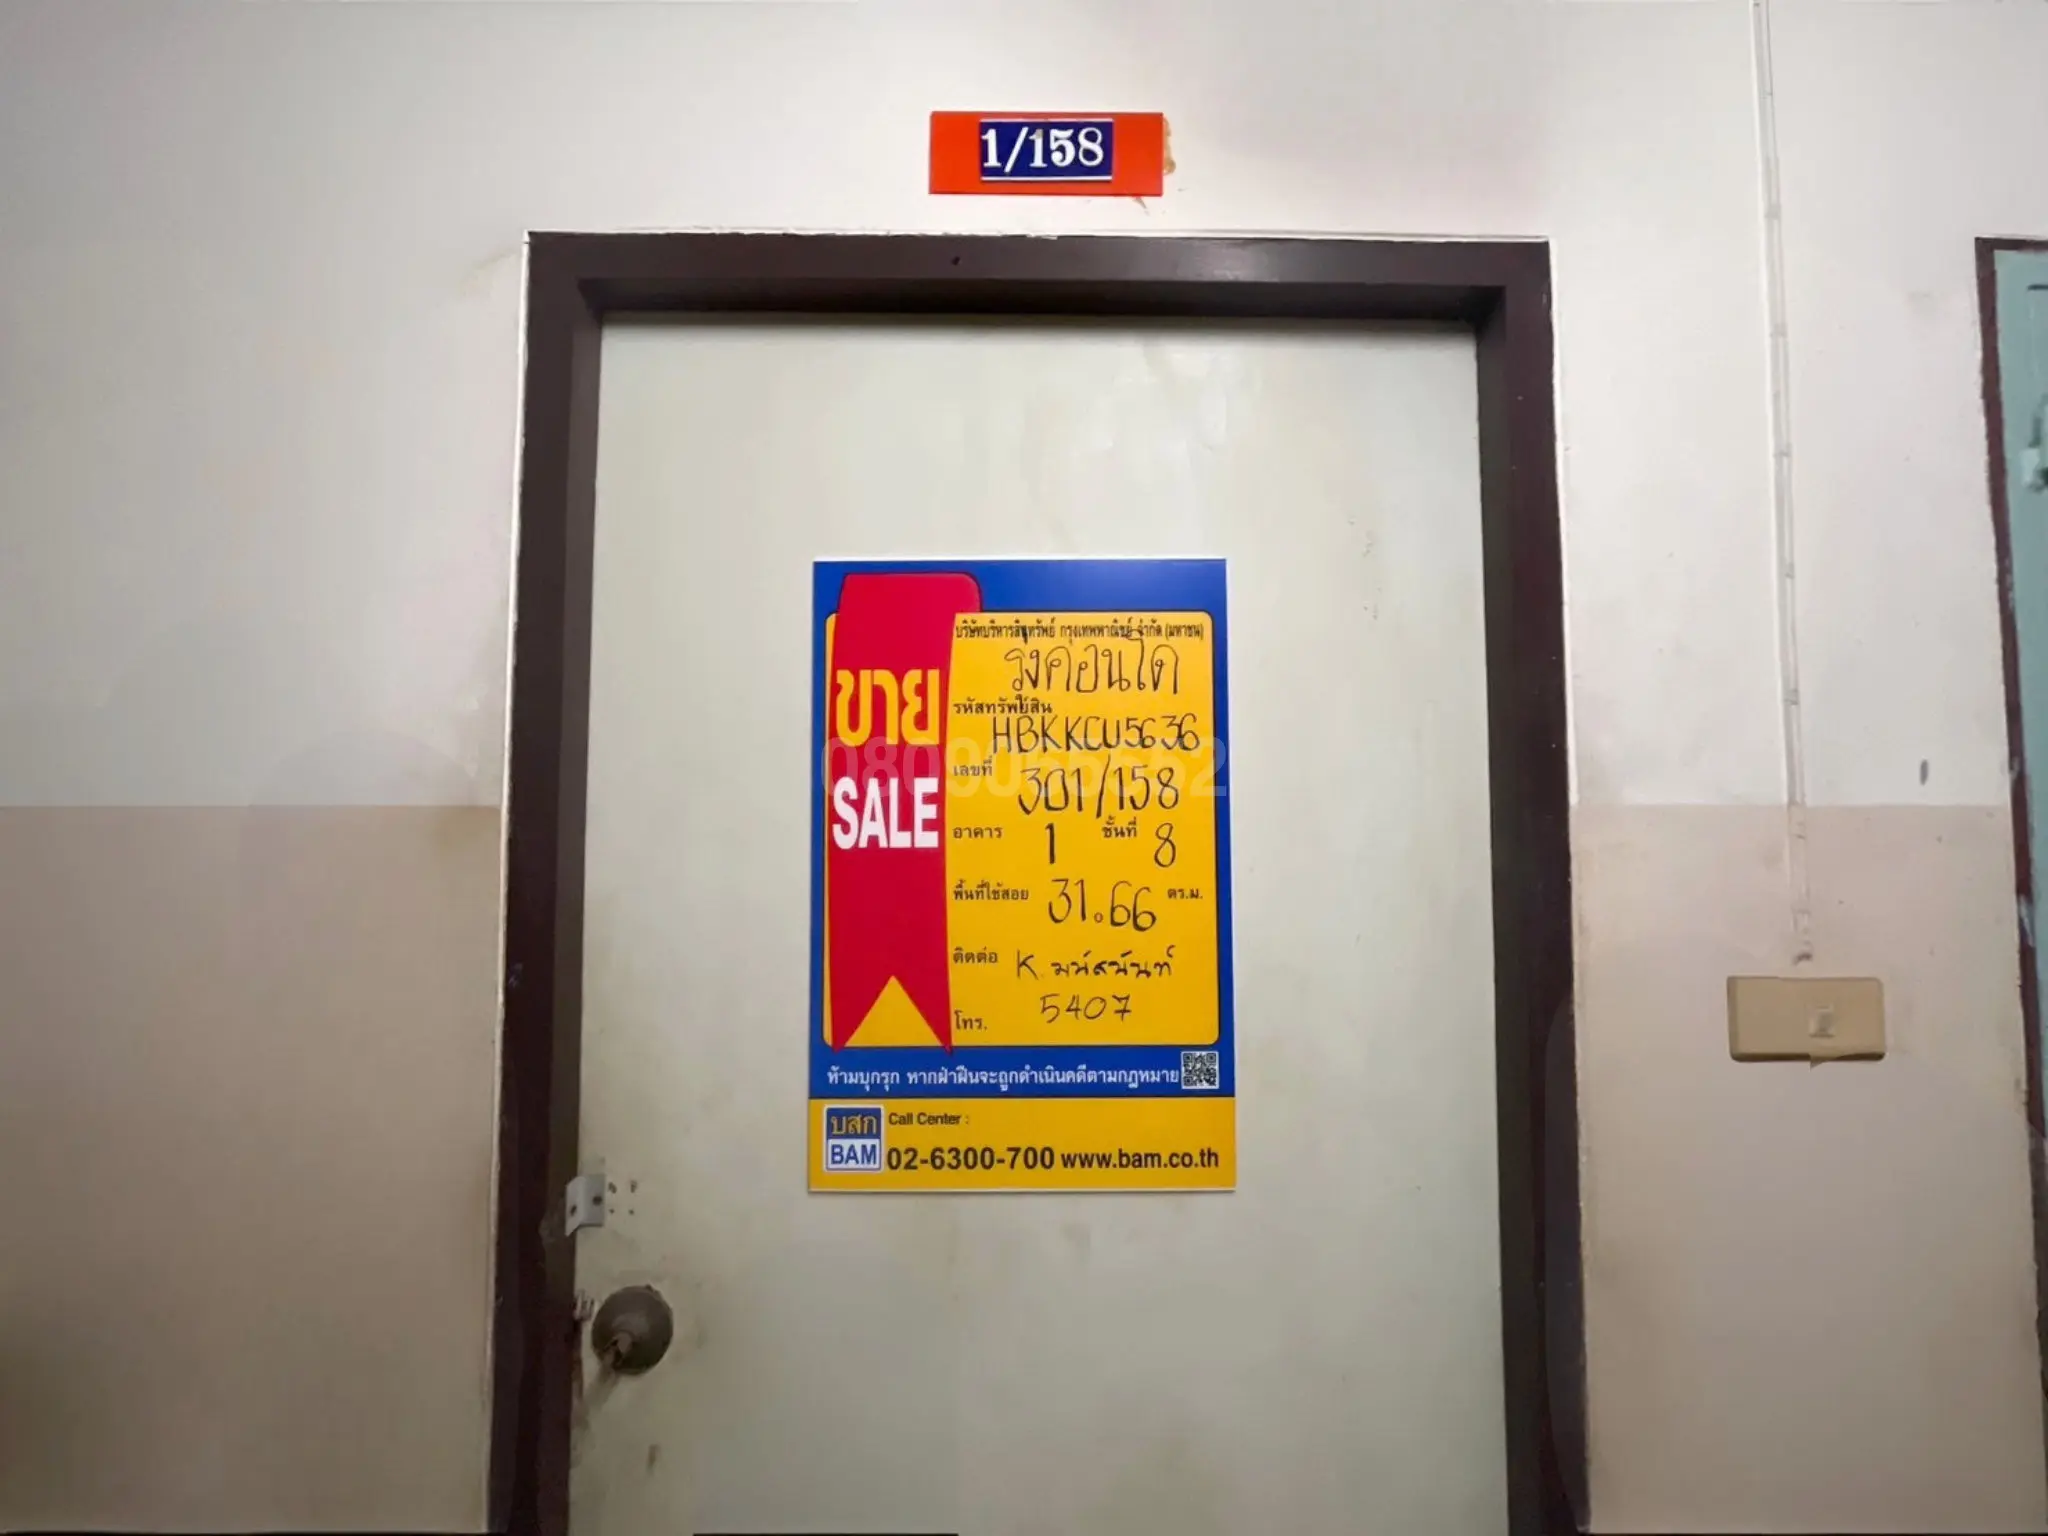 1/158
บริษัทบริหารสินทรัพย์ กรุงเทพพาณิชย์ จำกัด (มหาชน)
ขาย
SALE
คอนโด
รหัสทรัพย์สิน
HBKKCU5636
เลขที่ 301/158
อาคาร 1 ชั้นที่ 8
พื้นที่ใช้สอย 31.66 ตร.ม.
ติดต่อ K. มนัสนันท์
โทร. 5407
ห้ามบุกรุก หากฝ่าฝืนจะถูกดำเนินคดีตามกฎหมาย
บสก
BAM
Call Center :
02-6300-700 www.bam.co.th